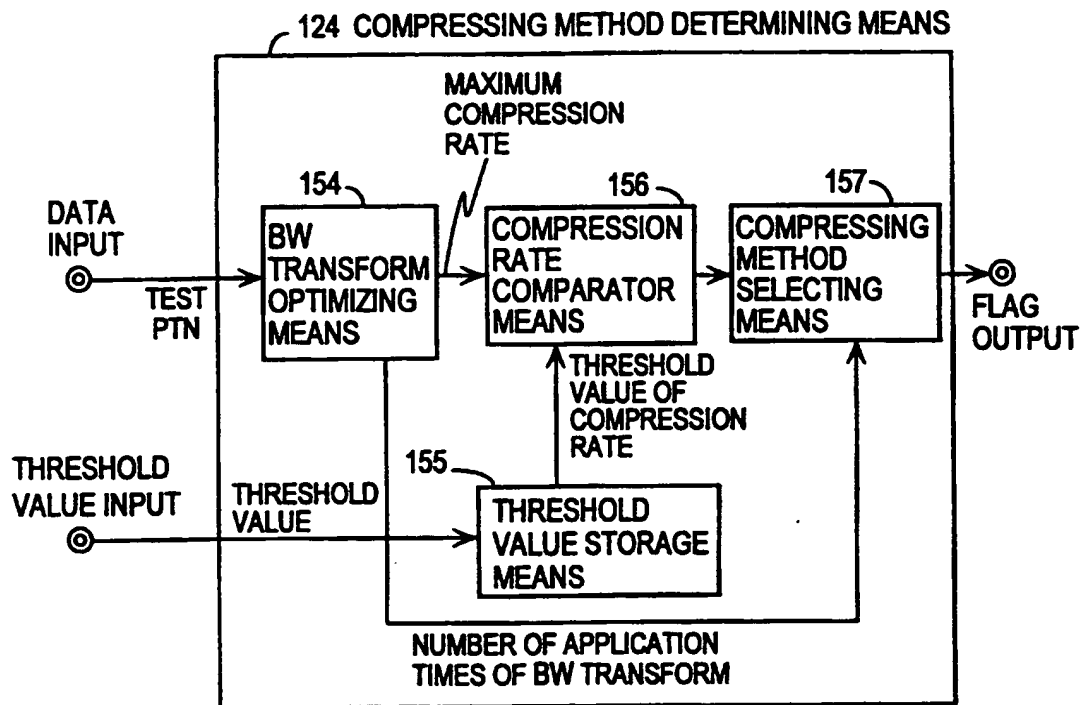 124 COMPRESSING METHOD DETERMINING MEANS
MAXIMUM
COMPRESSION
RATE
154
156
157
DATA
INPUT
TEST
PTN
BW
TRANSFORM
OPTIMIZING
MEANS
COMPRESSION
RATE
COMPARATOR
MEANS
COMPRESSING
METHOD
SELECTING
MEANS
FLAG
OUTPUT
THRESHOLD
VALUE OF
COMPRESSION
RATE
155
THRESHOLD
VALUE INPUT
THRESHOLD
VALUE
THRESHOLD
VALUE STORAGE
MEANS
NUMBER OF APPLICATION
TIMES OF BW TRANSFORM